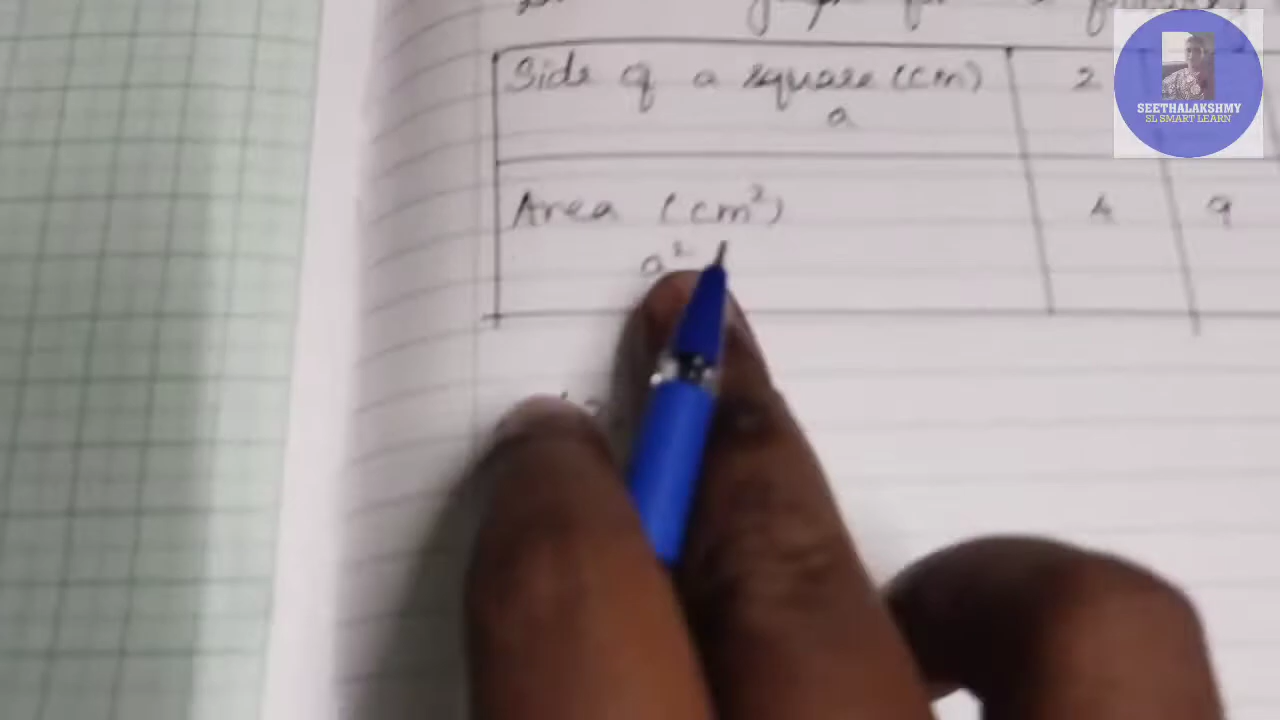 Side of a square (cm) 2
a
Area (cm²) 4 9
a²
SEETHALAKSHMY
SL SMART LEARN